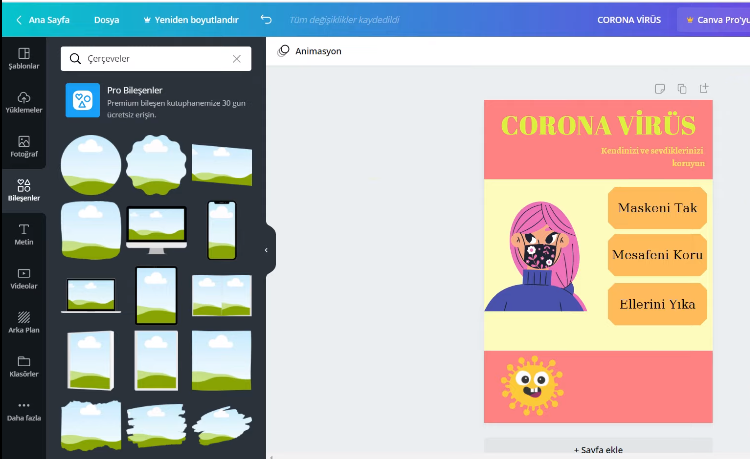 Ana Sayfa
Dosya
Yeniden boyutlandır
Tüm değişiklikler kaydedildi
CORONA VİRÜS
Canva Pro'yu
Şablonlar
Yüklemeler
Fotoğraf
Bileşenler
Metin
Videolar
Arka Plan
Klasörler
Daha fazla
Çerçeveler
Pro Bileşenler
Premium bileşen kutuphanemize 30 gun
ücretsiz erişin.
Animasyon
CORONA VİRÜS
Kendinizi ve sevdiklerinizi
koruyun
Maskeni Tak
Mesafeni Koru
Ellerini Yıka
+ Sayfa ekle